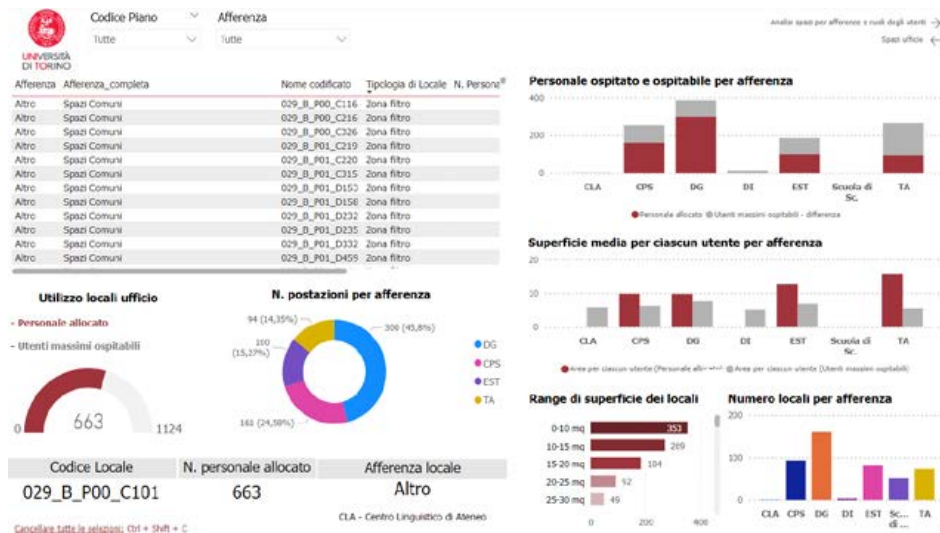 UNIVERSITÀ
DI TORINO
Codice Piano
Tutte
Afferenza
Tutte
Analisi spazi per afferenze e ruoli degli utenti
Spazi ufficio
Afferenza Afferenza_completa Nome codificato Tipologia di Locale N. Persona
Altro Spazi Comuni 029_B_P00_C116 Zona filtro
Altro Spazi Comuni 029_B_P00_C216 Zona filtro
Altro Spazi Comuni 029_B_P00_C326 Zona filtro
Altro Spazi Comuni 029_B_P01_C219 Zona filtro
Altro Spazi Comuni 029_B_P01_C220 Zona filtro
Altro Spazi Comuni 029_B_P01_C315 Zona filtro
Altro Spazi Comuni 029_B_P01_D153 Zona filtro
Altro Spazi Comuni 029_B_P01_D158 Zona filtro
Altro Spazi Comuni 029_B_P01_D232 Zona filtro
Altro Spazi Comuni 029_B_P01_D235 Zona filtro
Altro Spazi Comuni 029_B_P01_D332 Zona filtro
Altro Spazi Comuni 029_B_P01_D459 Zona filtro
Personale ospitato e ospitabile per afferenza
400
200
0
CLA CPS DG DI EST Scuola di Sc. TA
Personale allocato Utenti massimi ospitabili - differenza
Superficie media per ciascun utente per afferenza
20
10
0
CLA CPS DG DI EST Scuola di Sc. TA
Area per ciascun utente (Personale Area per ciascun utente (Utenti massimi ospitabili)
Utilizzo locali ufficio
- Personale allocato
- Utenti massimi ospitabili
0 663 1124
N. postazioni per afferenza
94 (14,35%)
300 (45,8%)
100 (15,27%)
161 (24,58%)
DG
CPS
EST
TA
Range di superficie dei locali
0-10 mq 353
10-15 mq 269
15-20 mq 184
20-25 mq 92
25-30 mq 49
0 200 400
Numero locali per afferenza
200
100
0
CLA CPS DG DI EST Sc... di ... TA
Codice Locale
029_B_P00_C101
N. personale allocato
663
Afferenza locale
Altro
CLA - Centro Linguistico di Ateneo
Cancellare tutte le selezioni: Ctrl + Shift + C